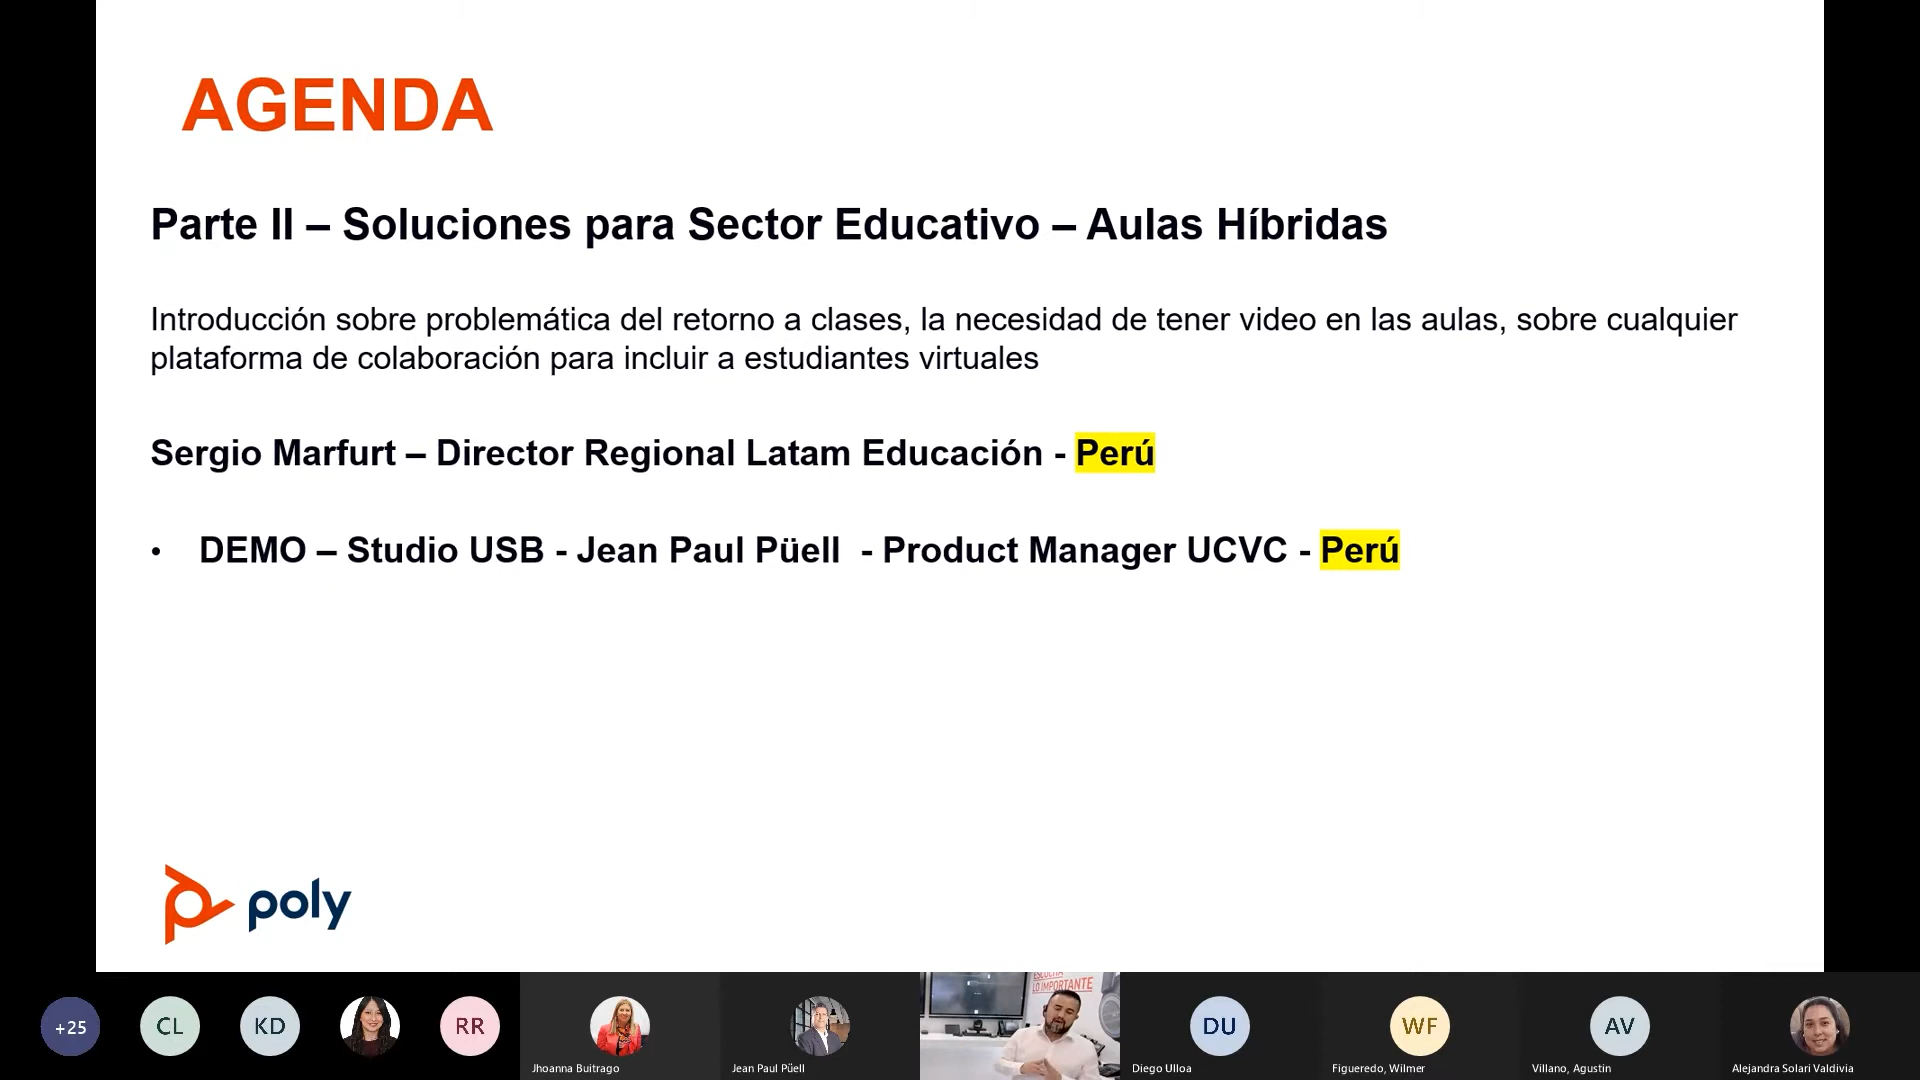 AGENDA
Parte II – Soluciones para Sector Educativo – Aulas Híbridas
Introducción sobre problemática del retorno a clases, la necesidad de tener video en las aulas, sobre cualquier
plataforma de colaboración para incluir a estudiantes virtuales
Sergio Marfurt – Director Regional Latam Educación - Perú
• DEMO – Studio USB - Jean Paul Püell - Product Manager UCVC - Perú
poly
ESCUCHA
LO IMPORTANTE
+25
CL
KD
RR
DU
WF
AV
Jhoanna Buitrago
Jean Paul Püell
Diego Ulloa
Figueredo, Wilmer
Villano, Agustin
Alejandra Solari Valdivia